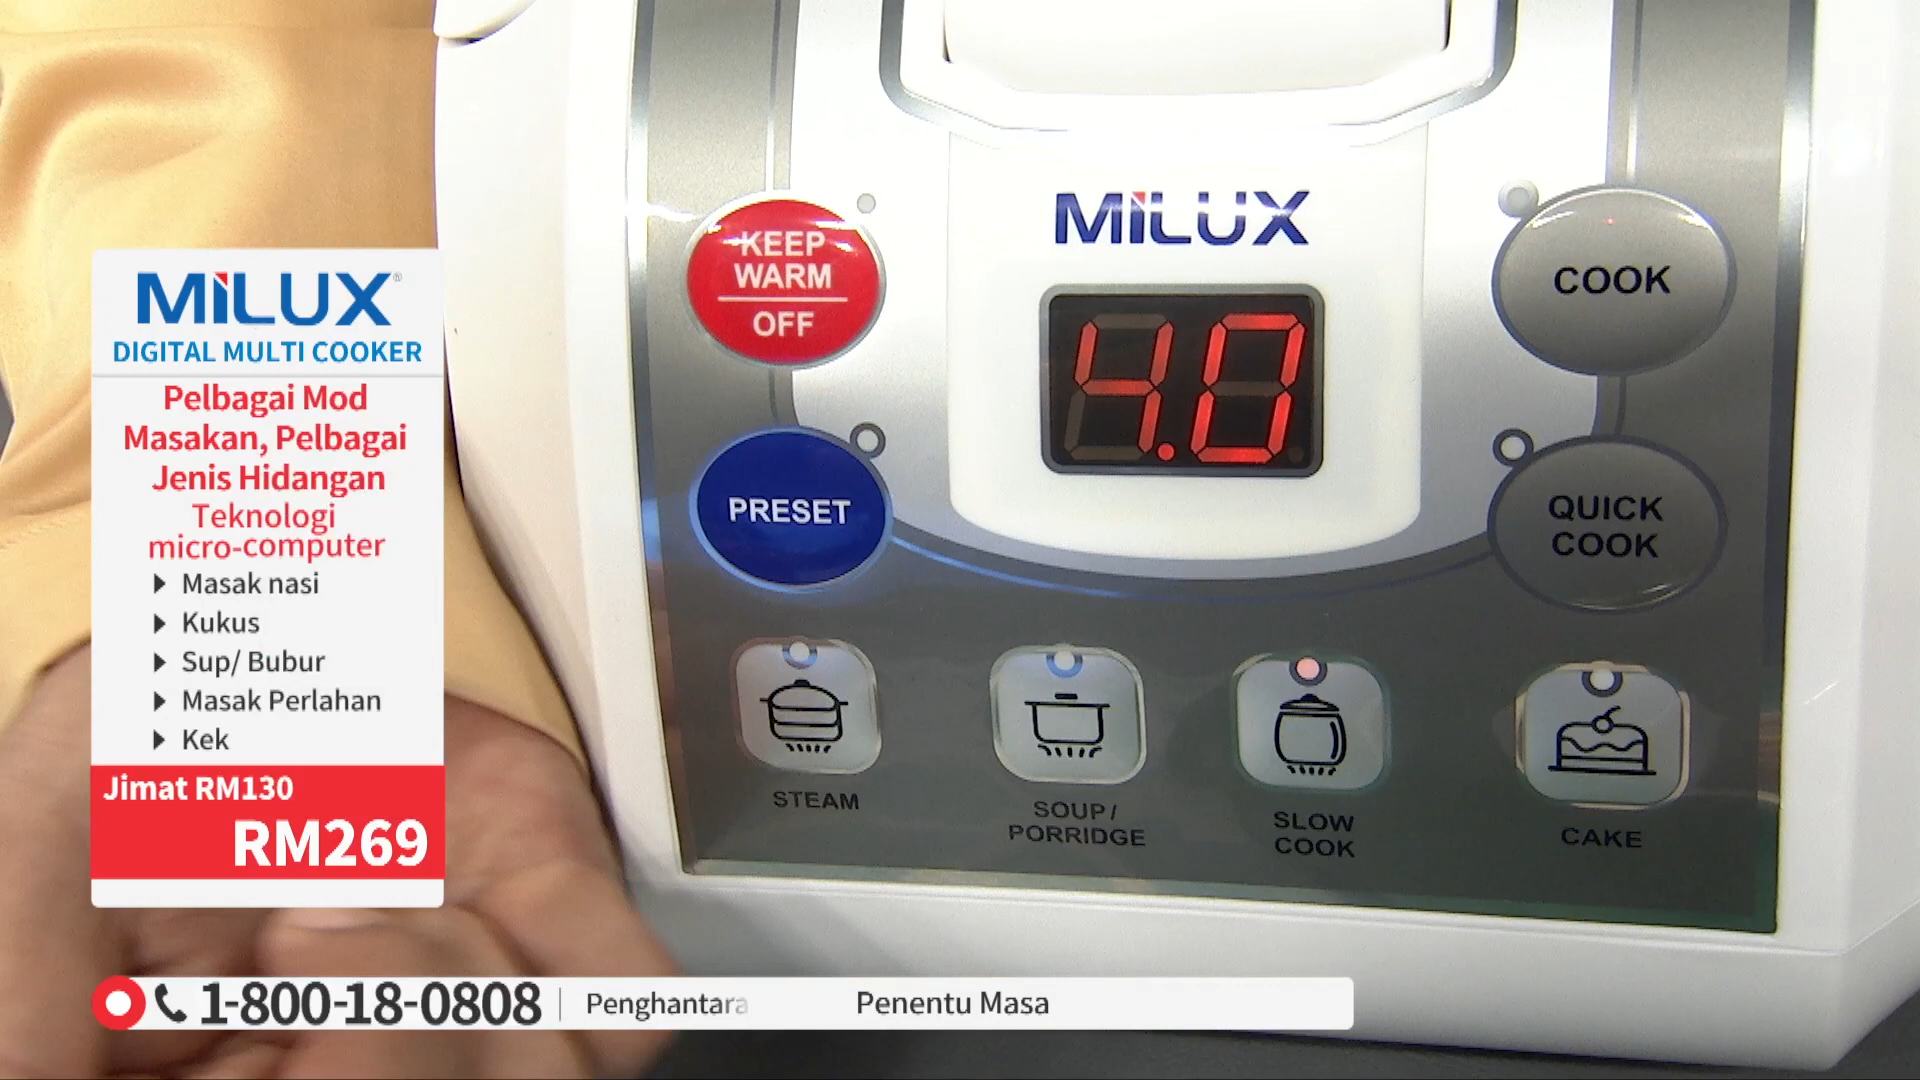 MiLUX®
DIGITAL MULTI COOKER
Pelbagai Mod
Masakan, Pelbagai
Jenis Hidangan
Teknologi
micro-computer
Masak nasi
Kukus
Sup/ Bubur
Masak Perlahan
Kek
Jimat RM130
RM269
MiLUX
KEEP
WARM
OFF
4.0
COOK
PRESET
QUICK
COOK
STEAM
SOUP/
PORRIDGE
SLOW
COOK
CAKE
1-800-18-0808
Penghantara
Penentu Masa